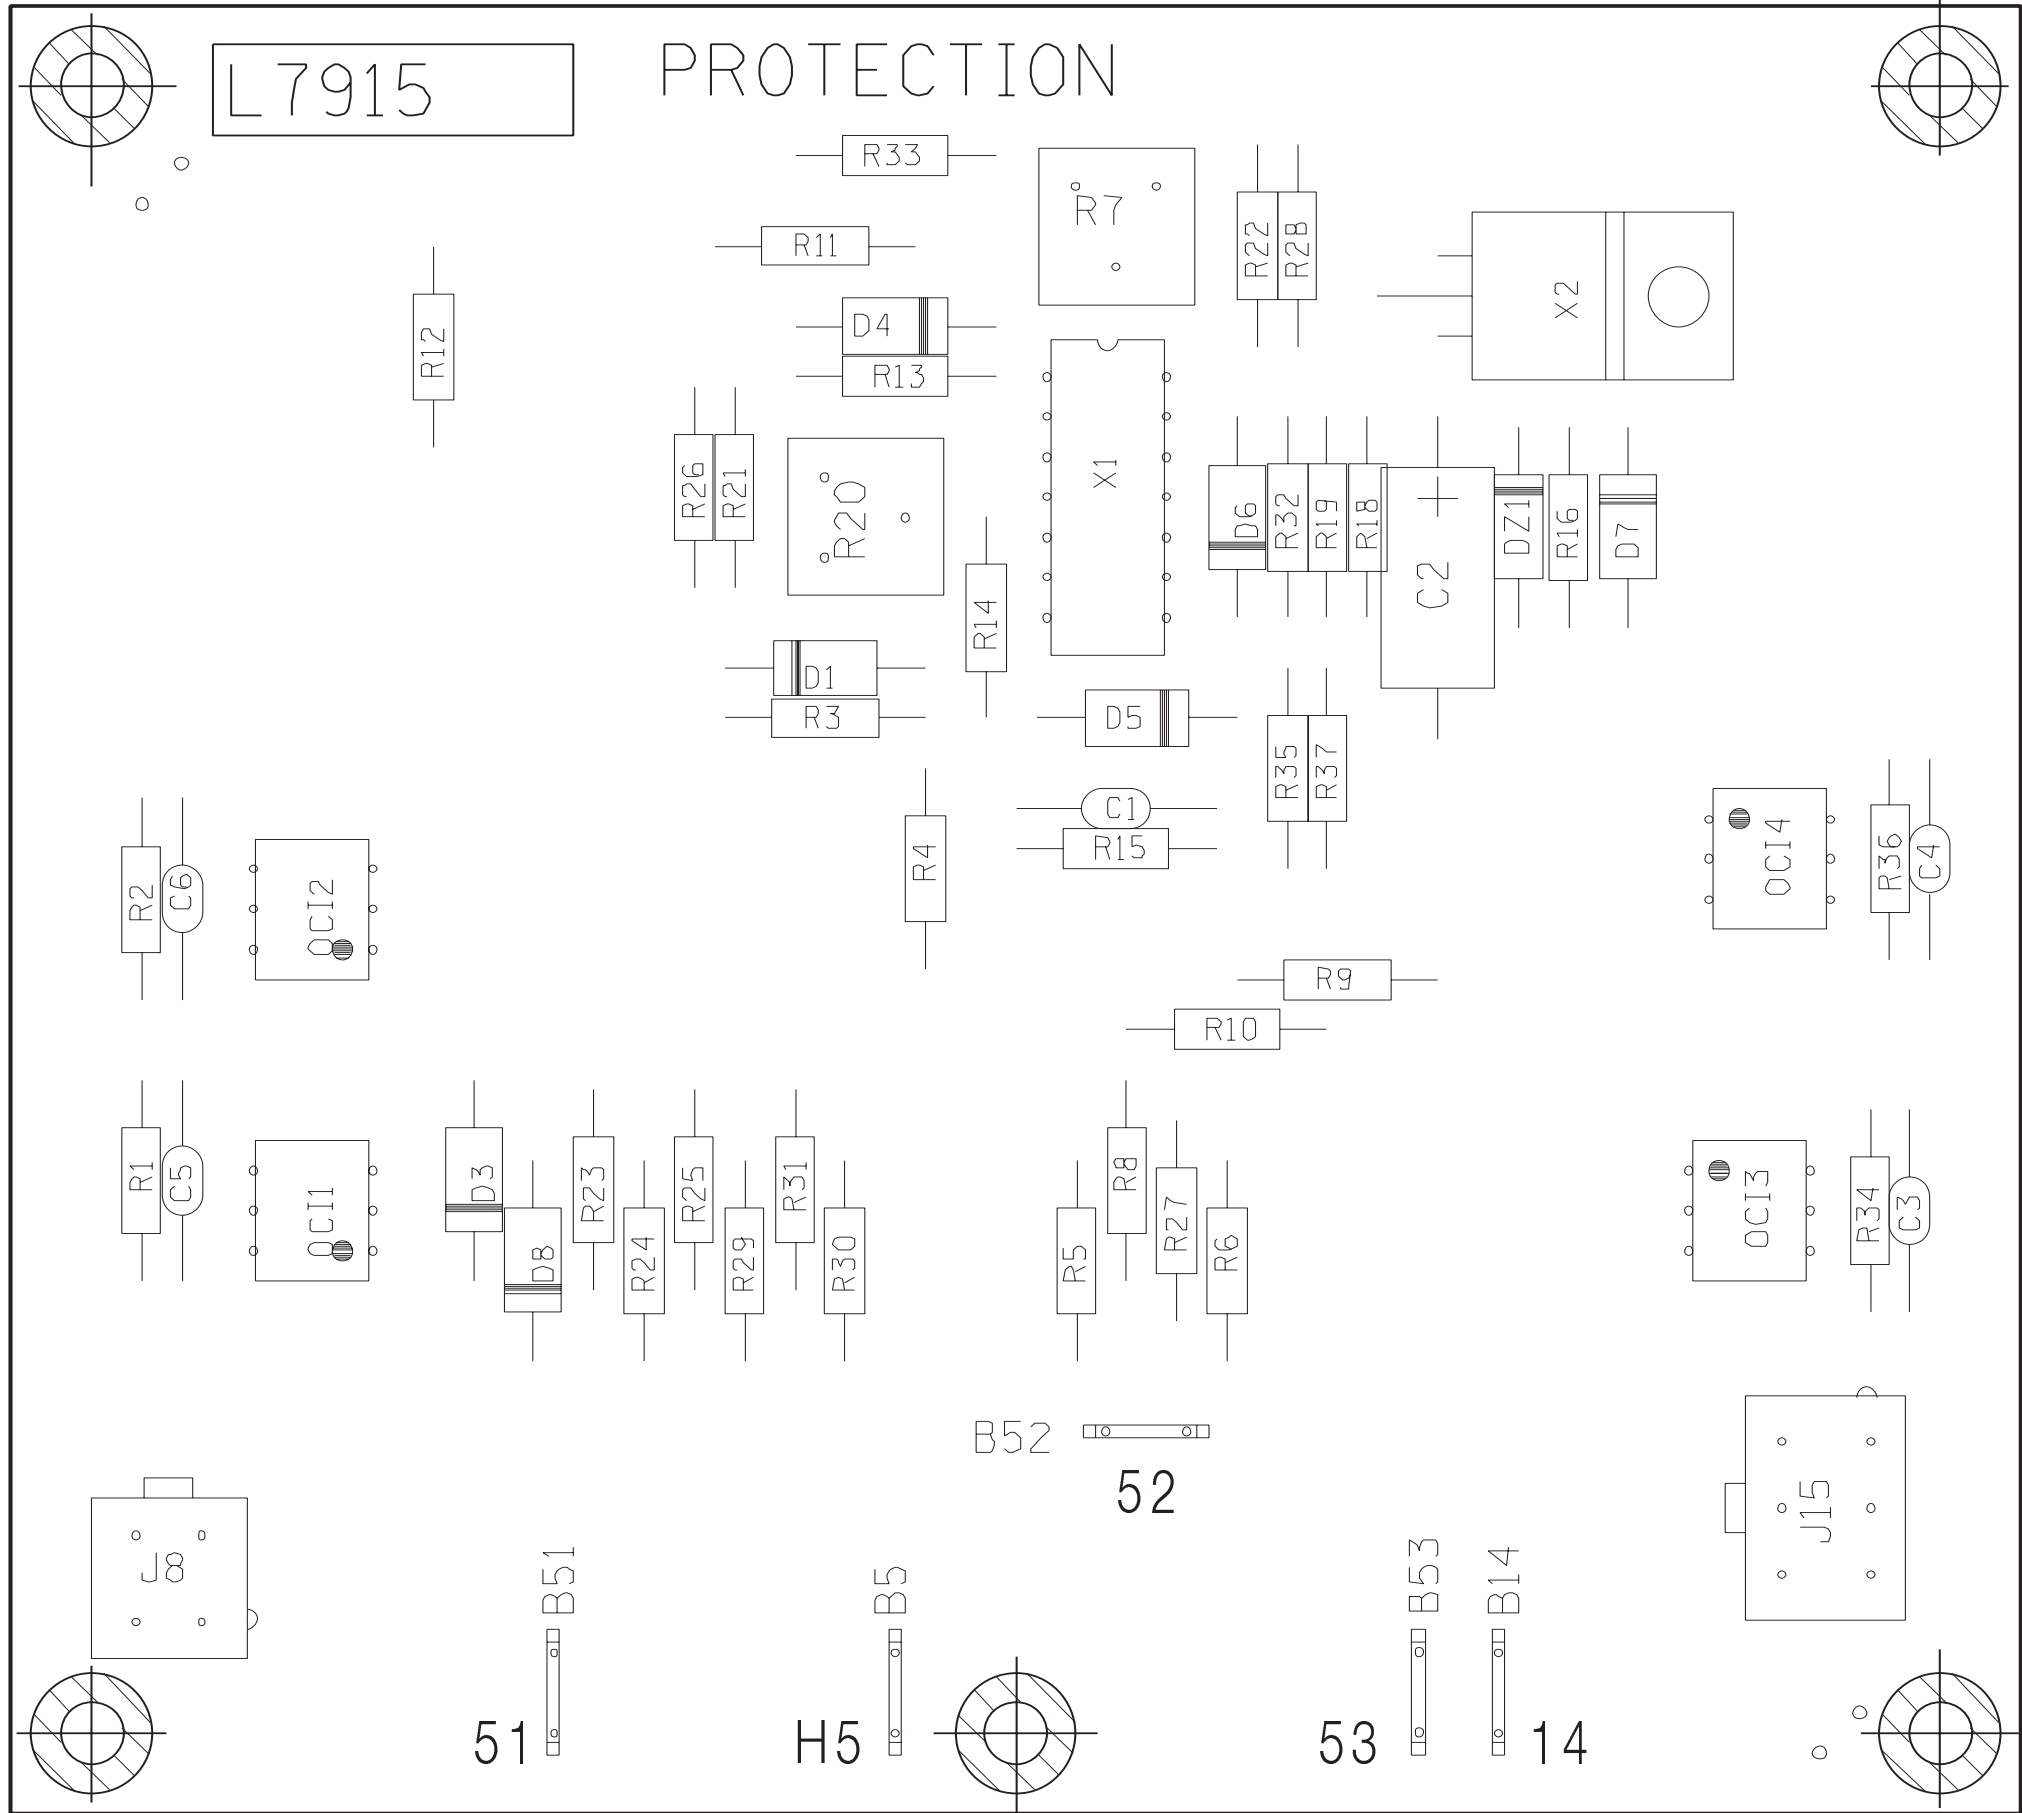 L7915
PROTECTION
R33
R7
R11
R22
R28
X2
D4
R12
R13
R26
R21
R20
X1
D6
R32
R19
R18
C2
DZ1
R16
D7
R14
D1
R3
D5
R35
R37
C1
R15
R4
R2
C6
OCI2
OCI4
R36
C4
R9
R10
R1
C5
OCI1
D3
D8
R23
R24
R25
R29
R31
R30
R5
R8
R27
R6
OCI3
R34
C3
B52
52
J8
J15
B51
B5
B53
B14
51
H5
53
14